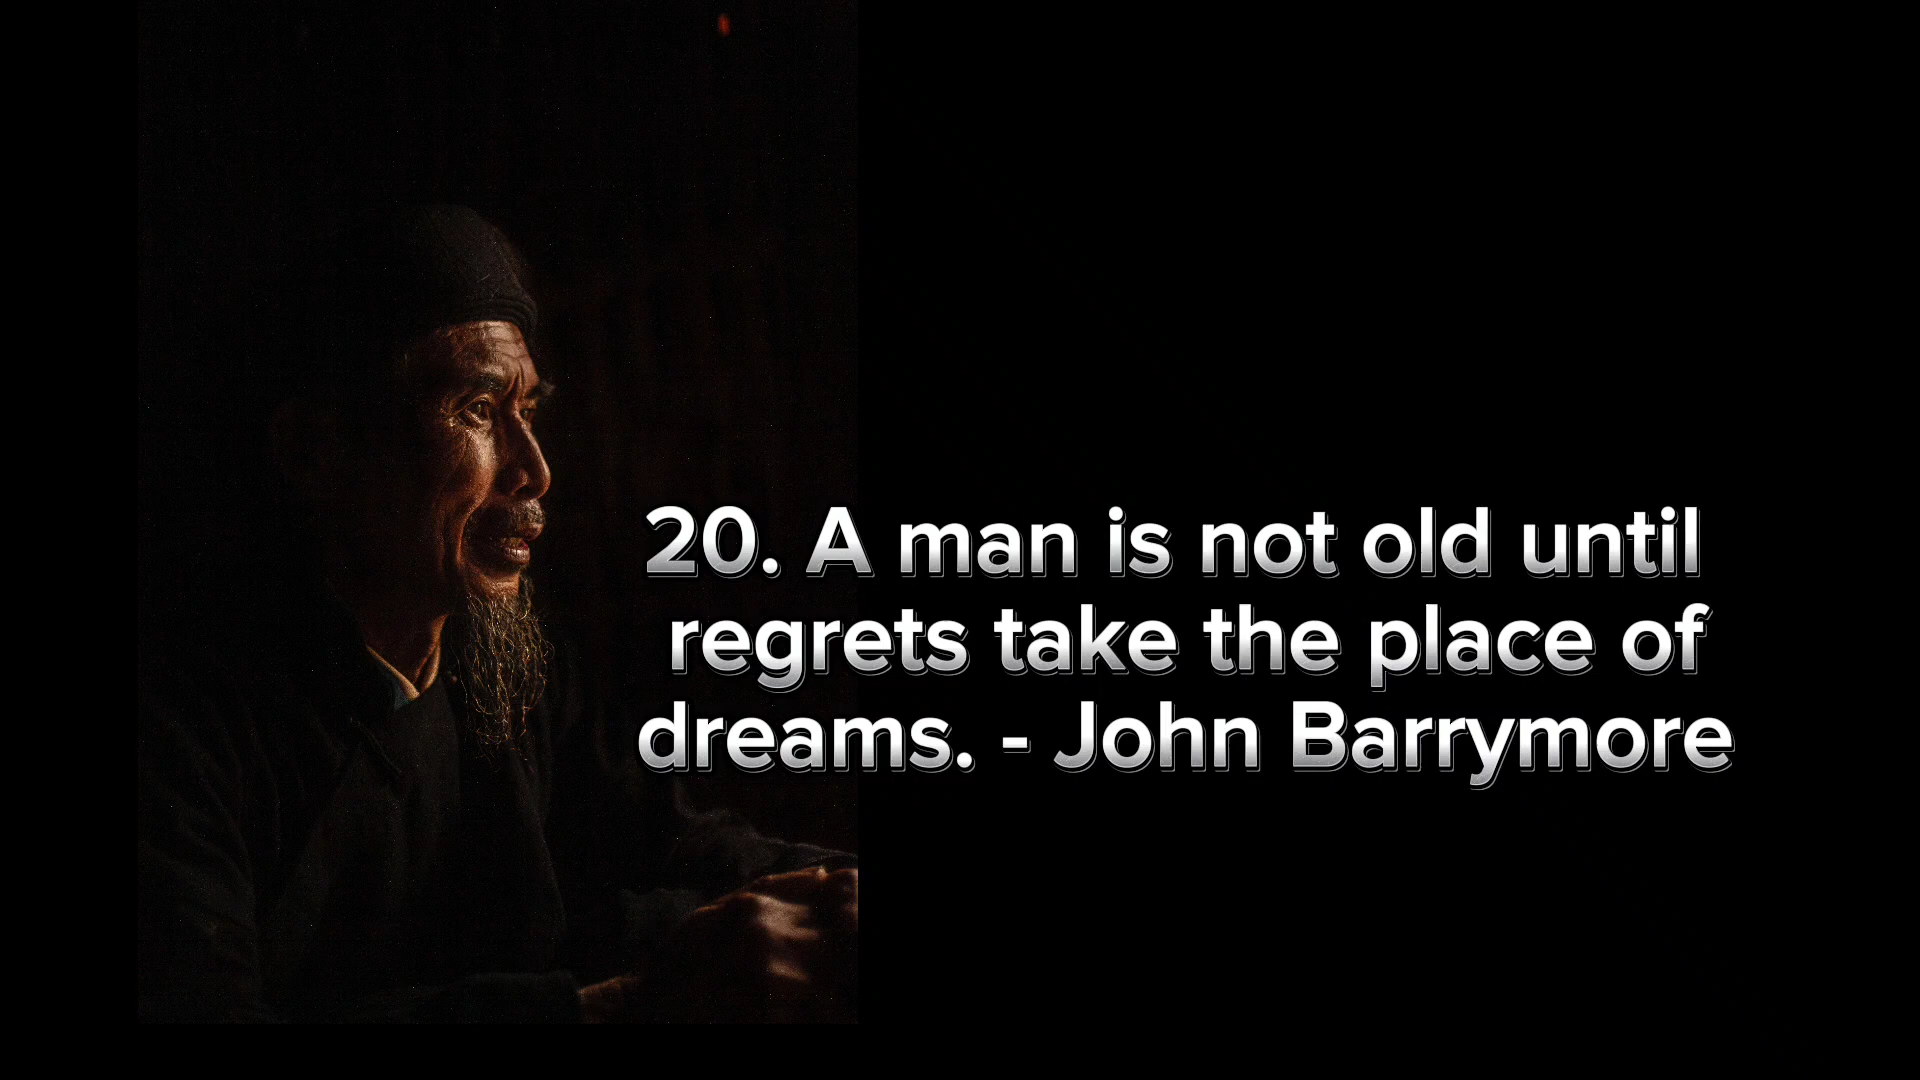 20. A man is not old until
regrets take the place of
dreams. - John Barrymore